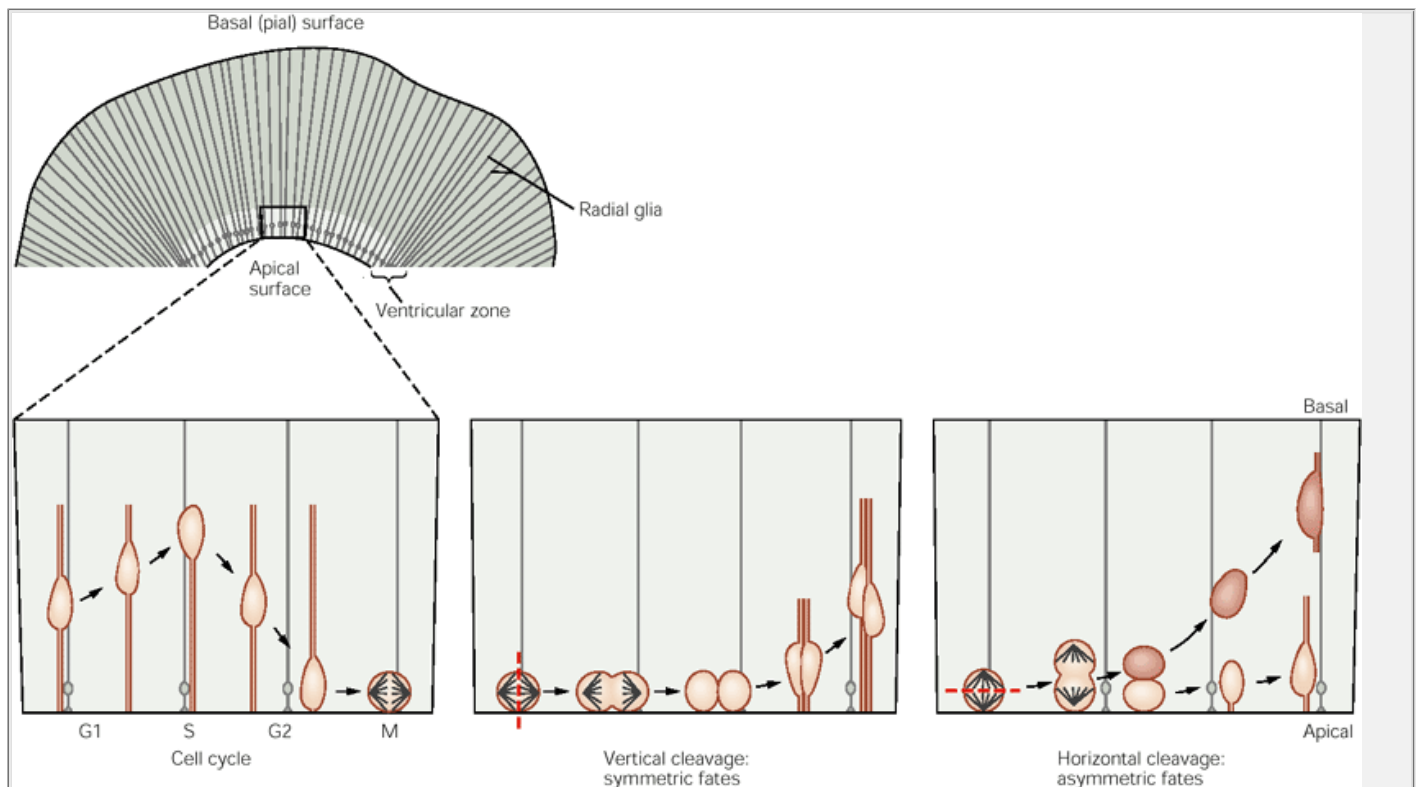 Basal (pial) surface
Radial glia
Apical
surface
Ventricular zone
Basal
Apical
G1
S
G2
M
Cell cycle
Vertical cleavage:
symmetric fates
Horizontal cleavage:
asymmetric fates